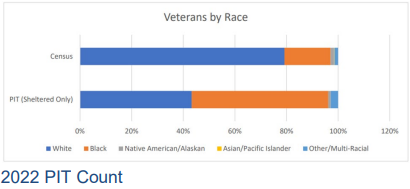 Veterans by Race
Census
PIT (Sheltered Only)
0% 20% 40% 60% 80% 100% 120%
White Black Native American/Alaskan Asian/Pacific Islander Other/Multi-Racial
2022 PIT Count